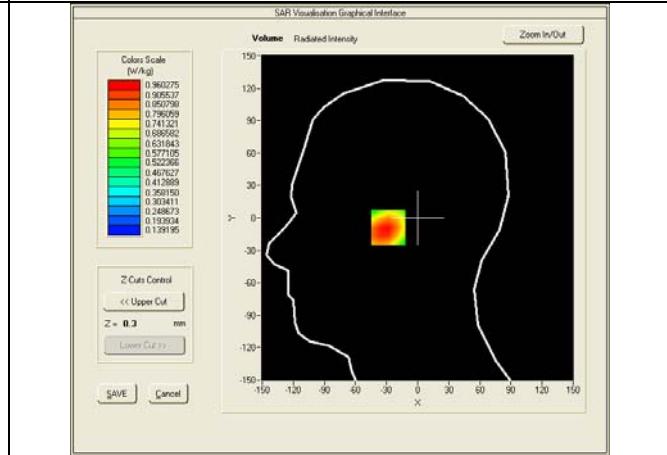 SAR Visualisation Graphical Interface
Volume Radiated Intensity
Zoom In/Out
Colors Scale
(W/kg)
0.960275
0.905537
0.850798
0.796059
0.741321
0.686582
0.631843
0.577105
0.522366
0.467627
0.412889
0.358150
0.303411
0.248673
0.193934
0.139195
Z Cuts Control
<< Upper Cut
Z = 0.3 mm
Lower Cut >>
SAVE Cancel
150
120
90
60
30
0
-30
-60
-90
-120
-150
Y
-150 -120 -90 -60 -30 0 30 60 90 120 150
X